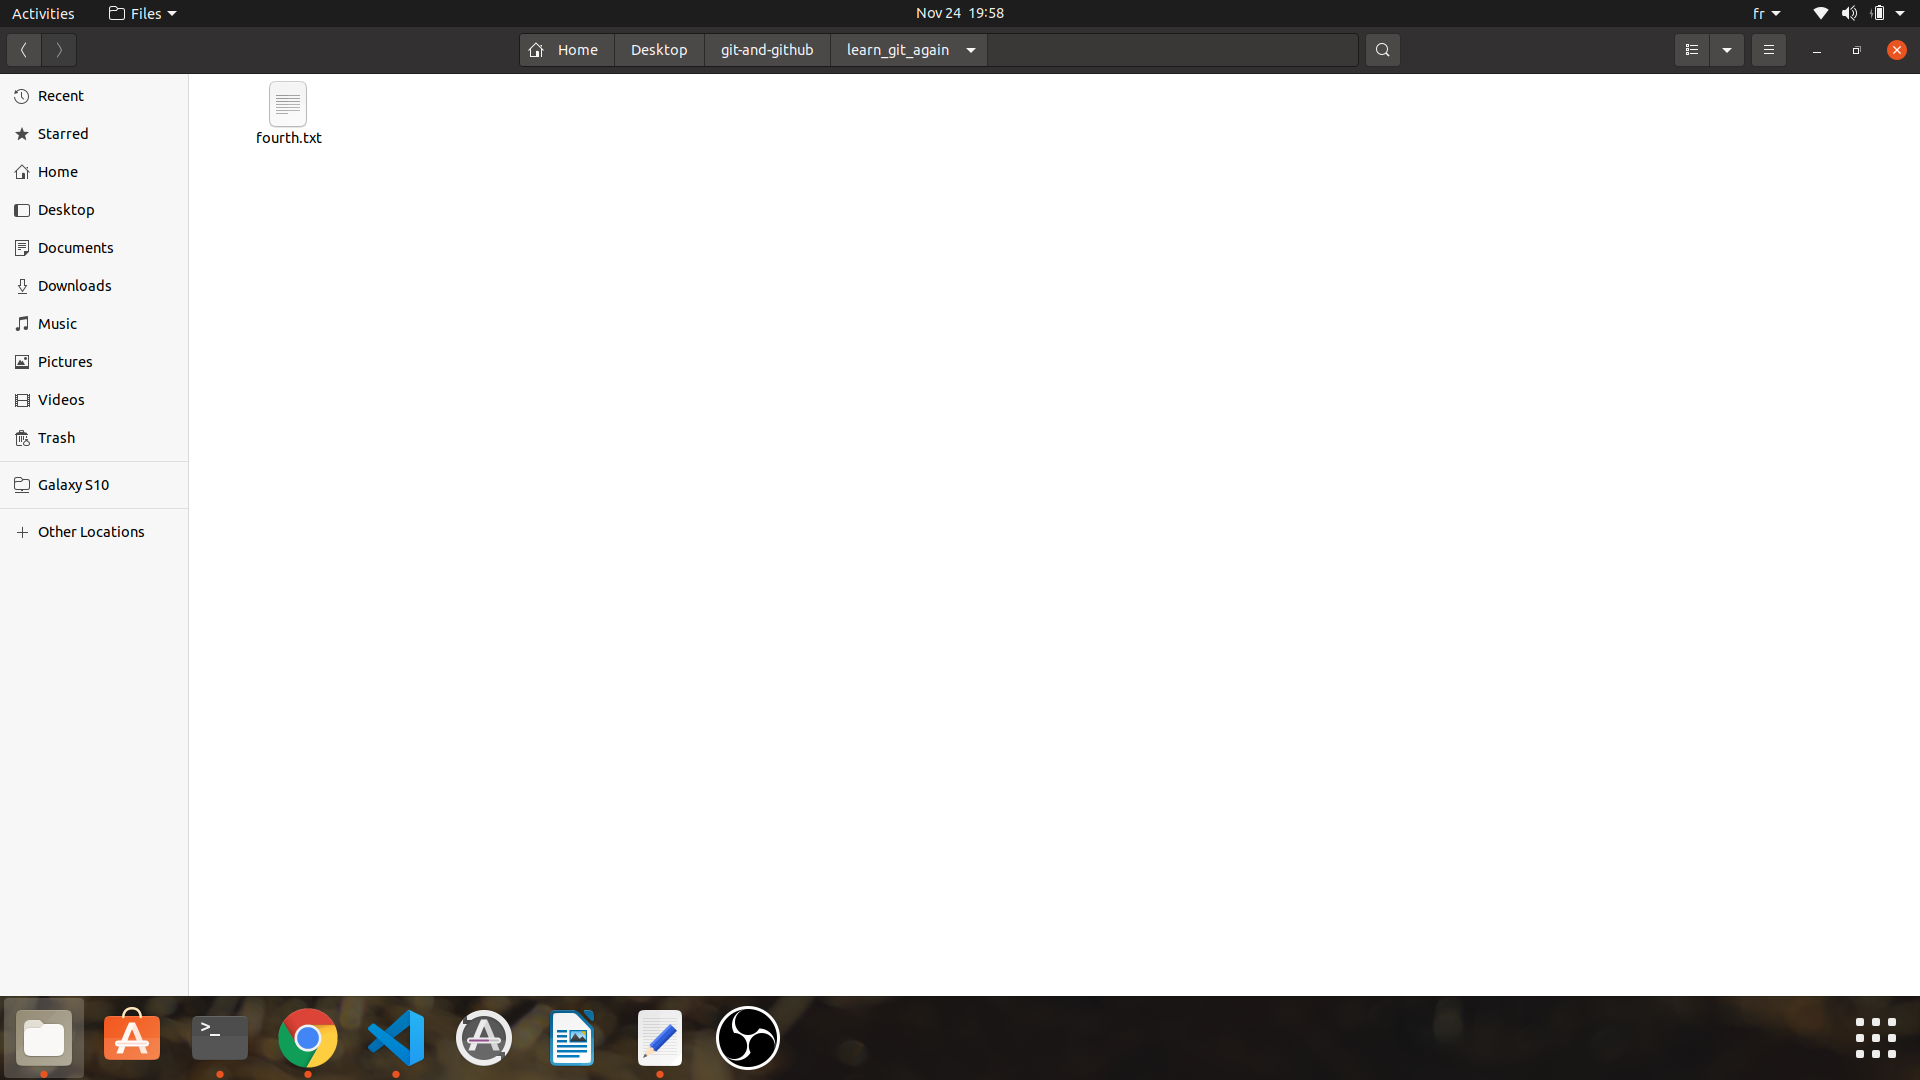 Activities
Files
Nov 24 19:58
fr
Home
Desktop
git-and-github
learn_git_again
Recent
Starred
Home
Desktop
Documents
Downloads
Music
Pictures
Videos
Trash
Galaxy S10
Other Locations
fourth.txt
>_